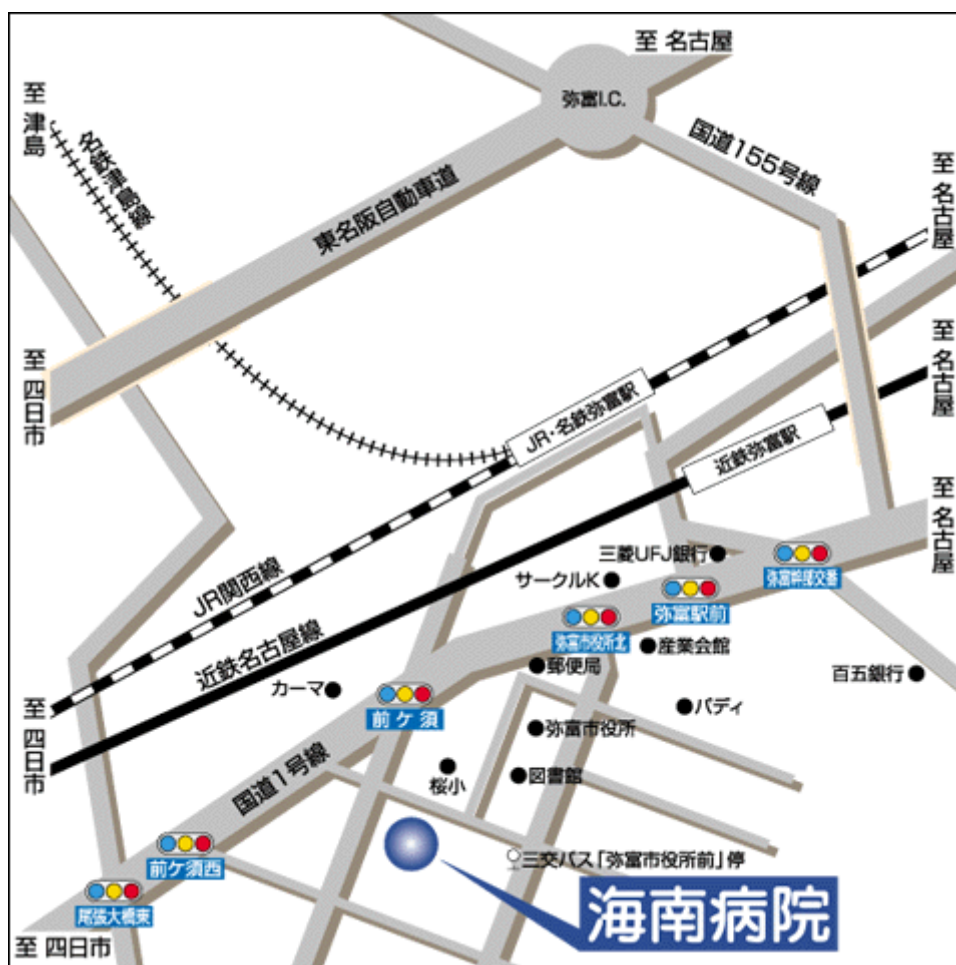 至 名古屋
弥富I.C.
至 津島
名鉄津島線
国道155号線
至 名古屋
東名阪自動車道
至 四日市
至 名古屋
JR・名鉄弥富駅
近鉄弥富駅
至 名古屋
三菱UFJ銀行
弥富幹部交番
サークルK
弥富駅前
JR関西線
弥富市役所北
産業会館
近鉄名古屋線
郵便局
百五銀行
カーマ
前ケ須
パディ
至 四日市
弥富市役所
国道1号線
桜小
図書館
前ケ須西
三交バス「弥富市役所前」停
尾張大橋東
海南病院
至 四日市